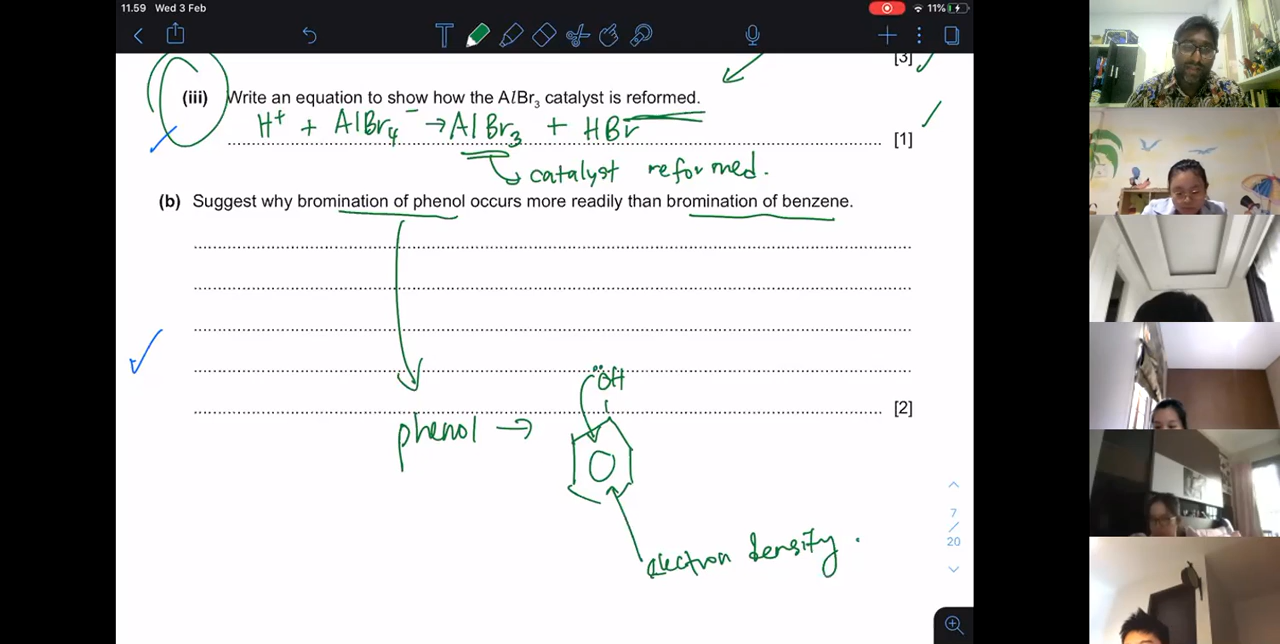 11.59 Wed 3 Feb
11%
[3]
(iii) Write an equation to show how the AlBr3 catalyst is reformed.
H+ + AlBr4- → AlBr3 + HBr
[1]
catalyst reformed.
(b) Suggest why bromination of phenol occurs more readily than bromination of benzene.
[2]
ÖH
phenol →
electron density.
7
/
20